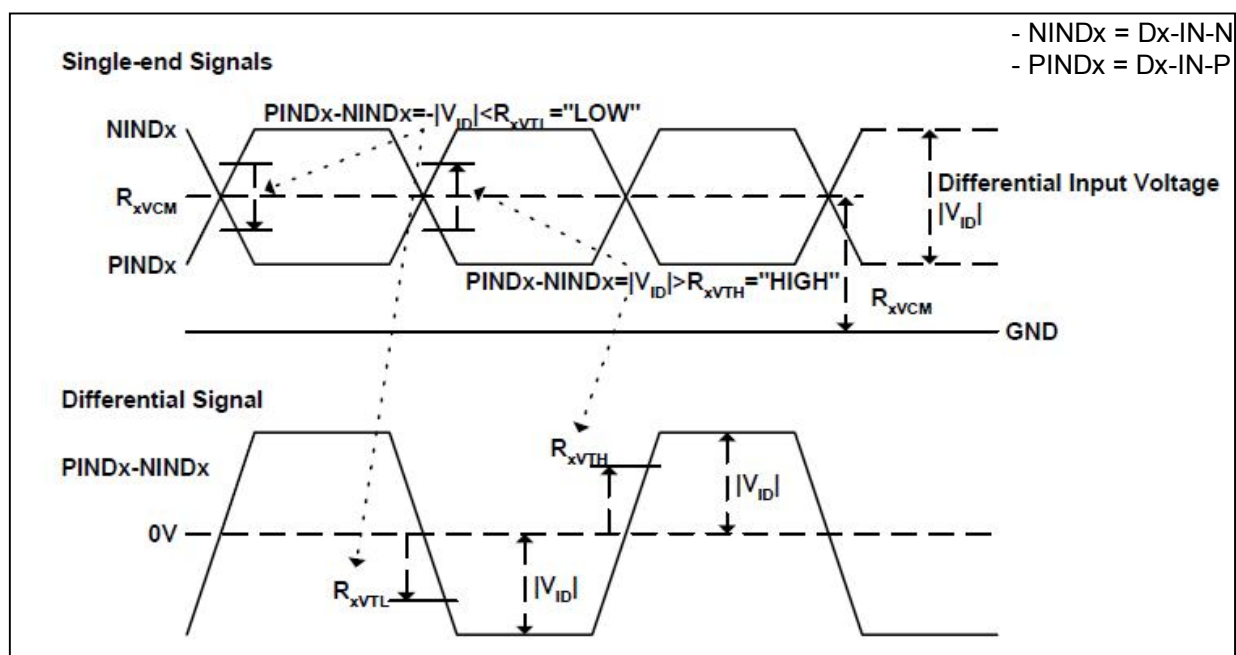 - NINDx = Dx-IN-N
- PINDx = Dx-IN-P
Single-end Signals
PINDx-NINDx=-|VID|<RxVTL="LOW"
NINDx
RxVCM
PINDx
Differential Input Voltage
|VID|
PINDx-NINDx=|VID|>RxVTH="HIGH"
RxVCM
GND
Differential Signal
PINDx-NINDx
RxVTH
|VID|
0V
RxVTL
|VID|